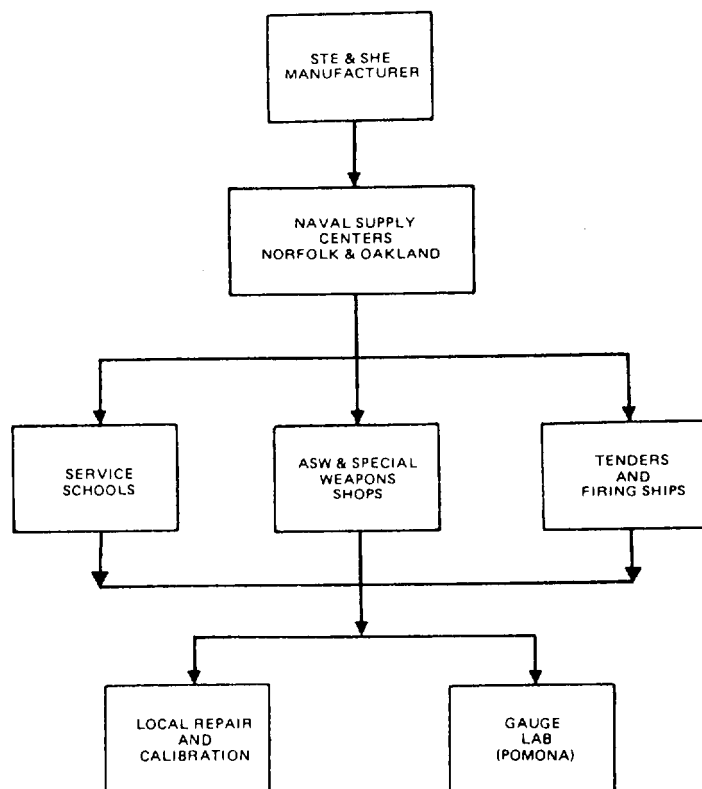 STE & SHE
MANUFACTURER
NAVAL SUPPLY
CENTERS
NORFOLK & OAKLAND
SERVICE
SCHOOLS
ASW & SPECIAL
WEAPONS
SHOPS
TENDERS
AND
FIRING SHIPS
LOCAL REPAIR
AND
CALIBRATION
GAUGE
LAB
(POMONA)